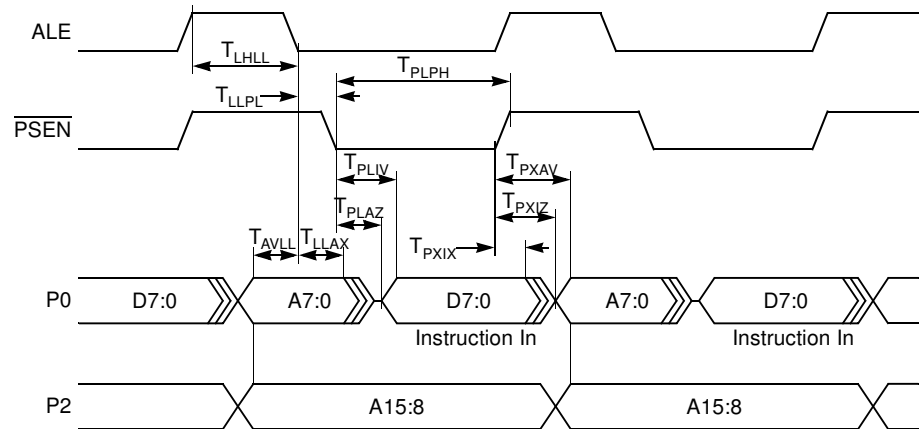 ALE
T_LHLL
T_PLPH
T_LLPL
PSEN
T_PLIV
T_PXAV
T_PLAZ
T_PXIZ
T_AVLL T_LLAX
T_PXIX
P0 D7:0 A7:0 D7:0 A7:0 D7:0
Instruction In Instruction In
P2 A15:8 A15:8